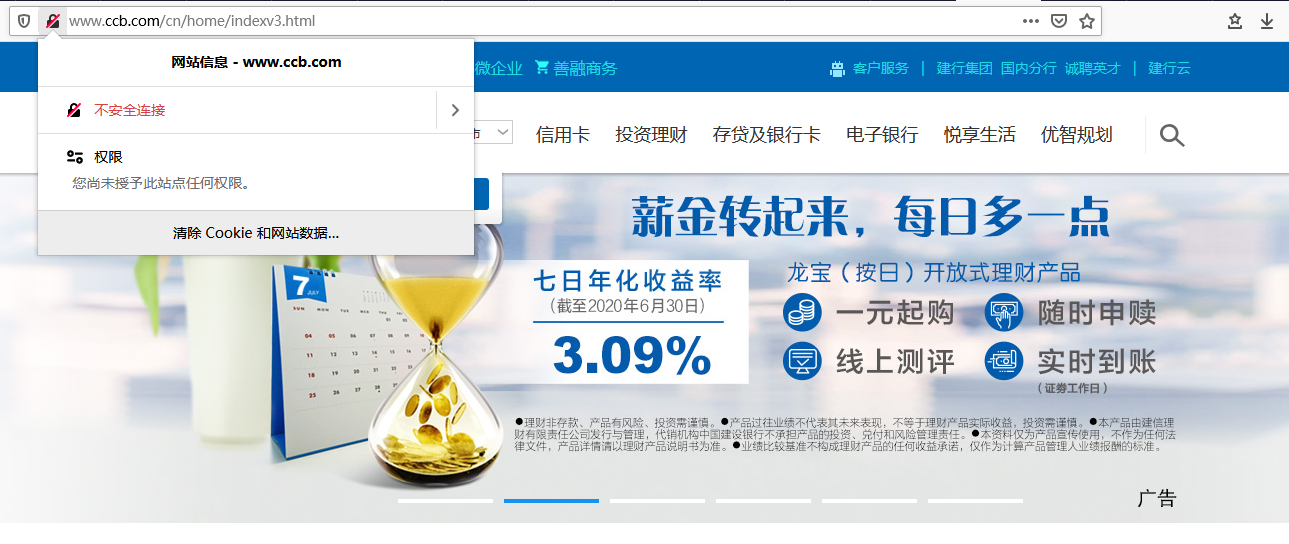 www.ccb.com/cn/home/indexv3.html
网站信息 - www.ccb.com
不安全连接
权限
您尚未授予此站点任何权限。
清除 Cookie 和网站数据...
微企业 善融商务 客户服务 | 建行集团 国内分行 诚聘英才 | 建行云
市 信用卡 投资理财 存贷及银行卡 电子银行 悦享生活 优智规划
薪金转起来，每日多一点
七日年化收益率
（截至2020年6月30日）
3.09%
龙宝（按日）开放式理财产品
一元起购 随时申赎
线上测评 实时到账
（证券工作日）
●理财非存款、产品有风险、投资需谨慎。●产品过往业绩不代表其未来表现，不等于理财产品实际收益，投资需谨慎。●本产品由建信理
财有限责任公司发行与管理，代销机构中国建设银行不承担产品的投资、兑付和风险管理责任。●本资料仅为产品宣传使用，不作为任何法
律文件，产品详情请以理财产品说明书为准。●业绩比较基准不构成理财产品的任何收益承诺，仅作为计算产品管理人业绩报酬的标准。
7 JULY
广告